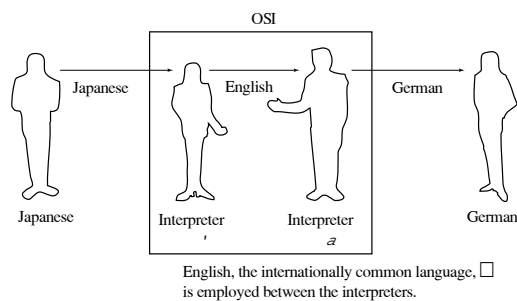 OSI
Japanese
English
German
Japanese
Interpreter
Interpreter
German
'
a
English, the internationally common language, □
is employed between the interpreters.